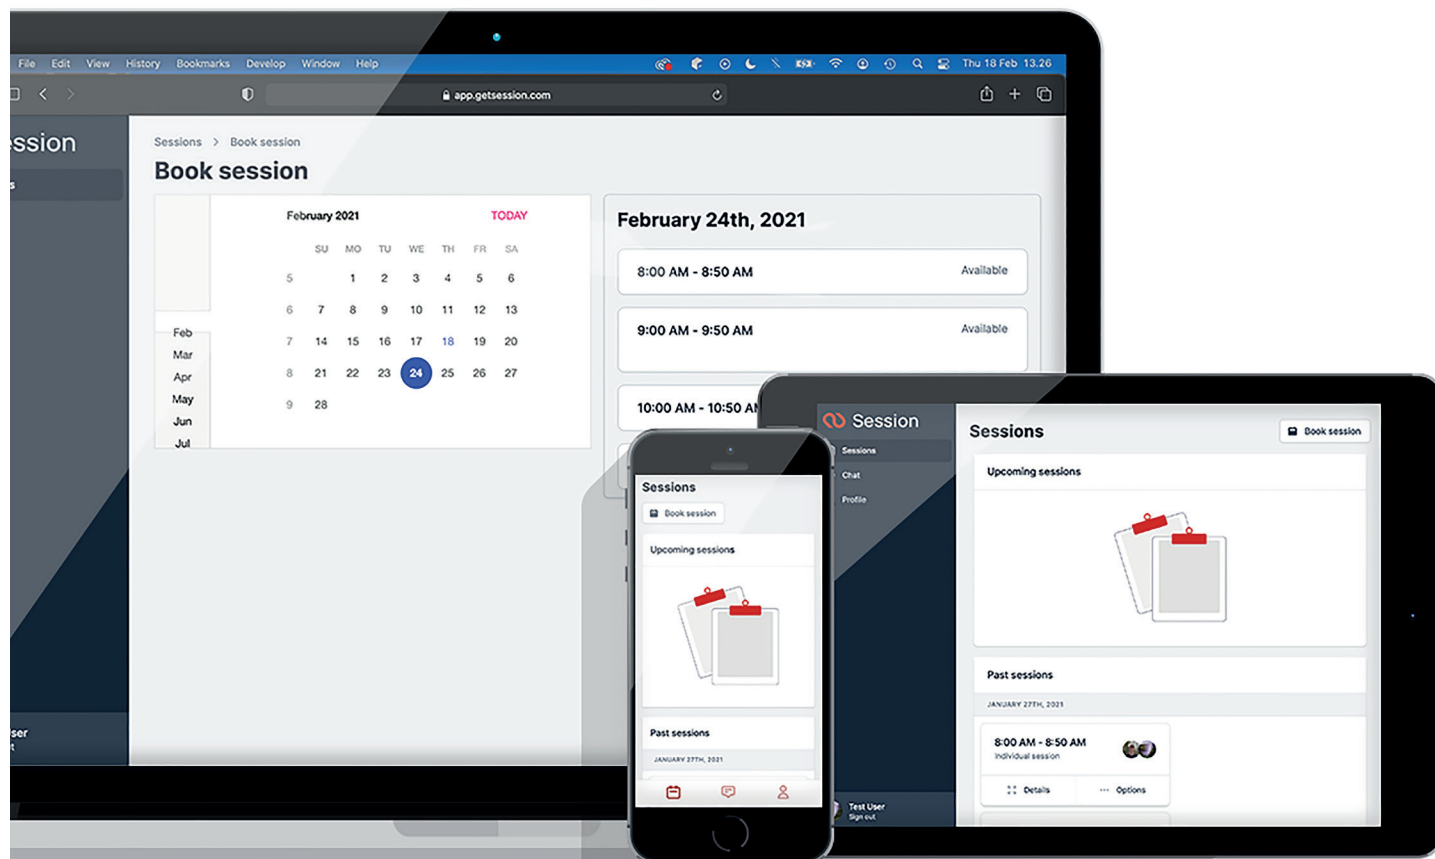 File Edit View History Bookmarks Develop Window Help
Thu 18 Feb 13.26
app.getsession.com
ssion
s
Sessions > Book session
Book session
February 2021 TODAY
SU MO TU WE TH FR SA
5 1 2 3 4 5 6
6 7 8 9 10 11 12 13
7 14 15 16 17 18 19 20
8 21 22 23 24 25 26 27
9 28
Feb
Mar
Apr
May
Jun
Jul
February 24th, 2021
8:00 AM - 8:50 AM Available
9:00 AM - 9:50 AM Available
10:00 AM - 10:50 AM
ser
t
Sessions
Book session
Upcoming sessions
Past sessions
JANUARY 27TH, 2021
Session
Sessions
Chat
Profile
Test User
Sign out
Sessions
Book session
Upcoming sessions
Past sessions
JANUARY 27TH, 2021
8:00 AM - 8:50 AM
Individual session
Details
Options